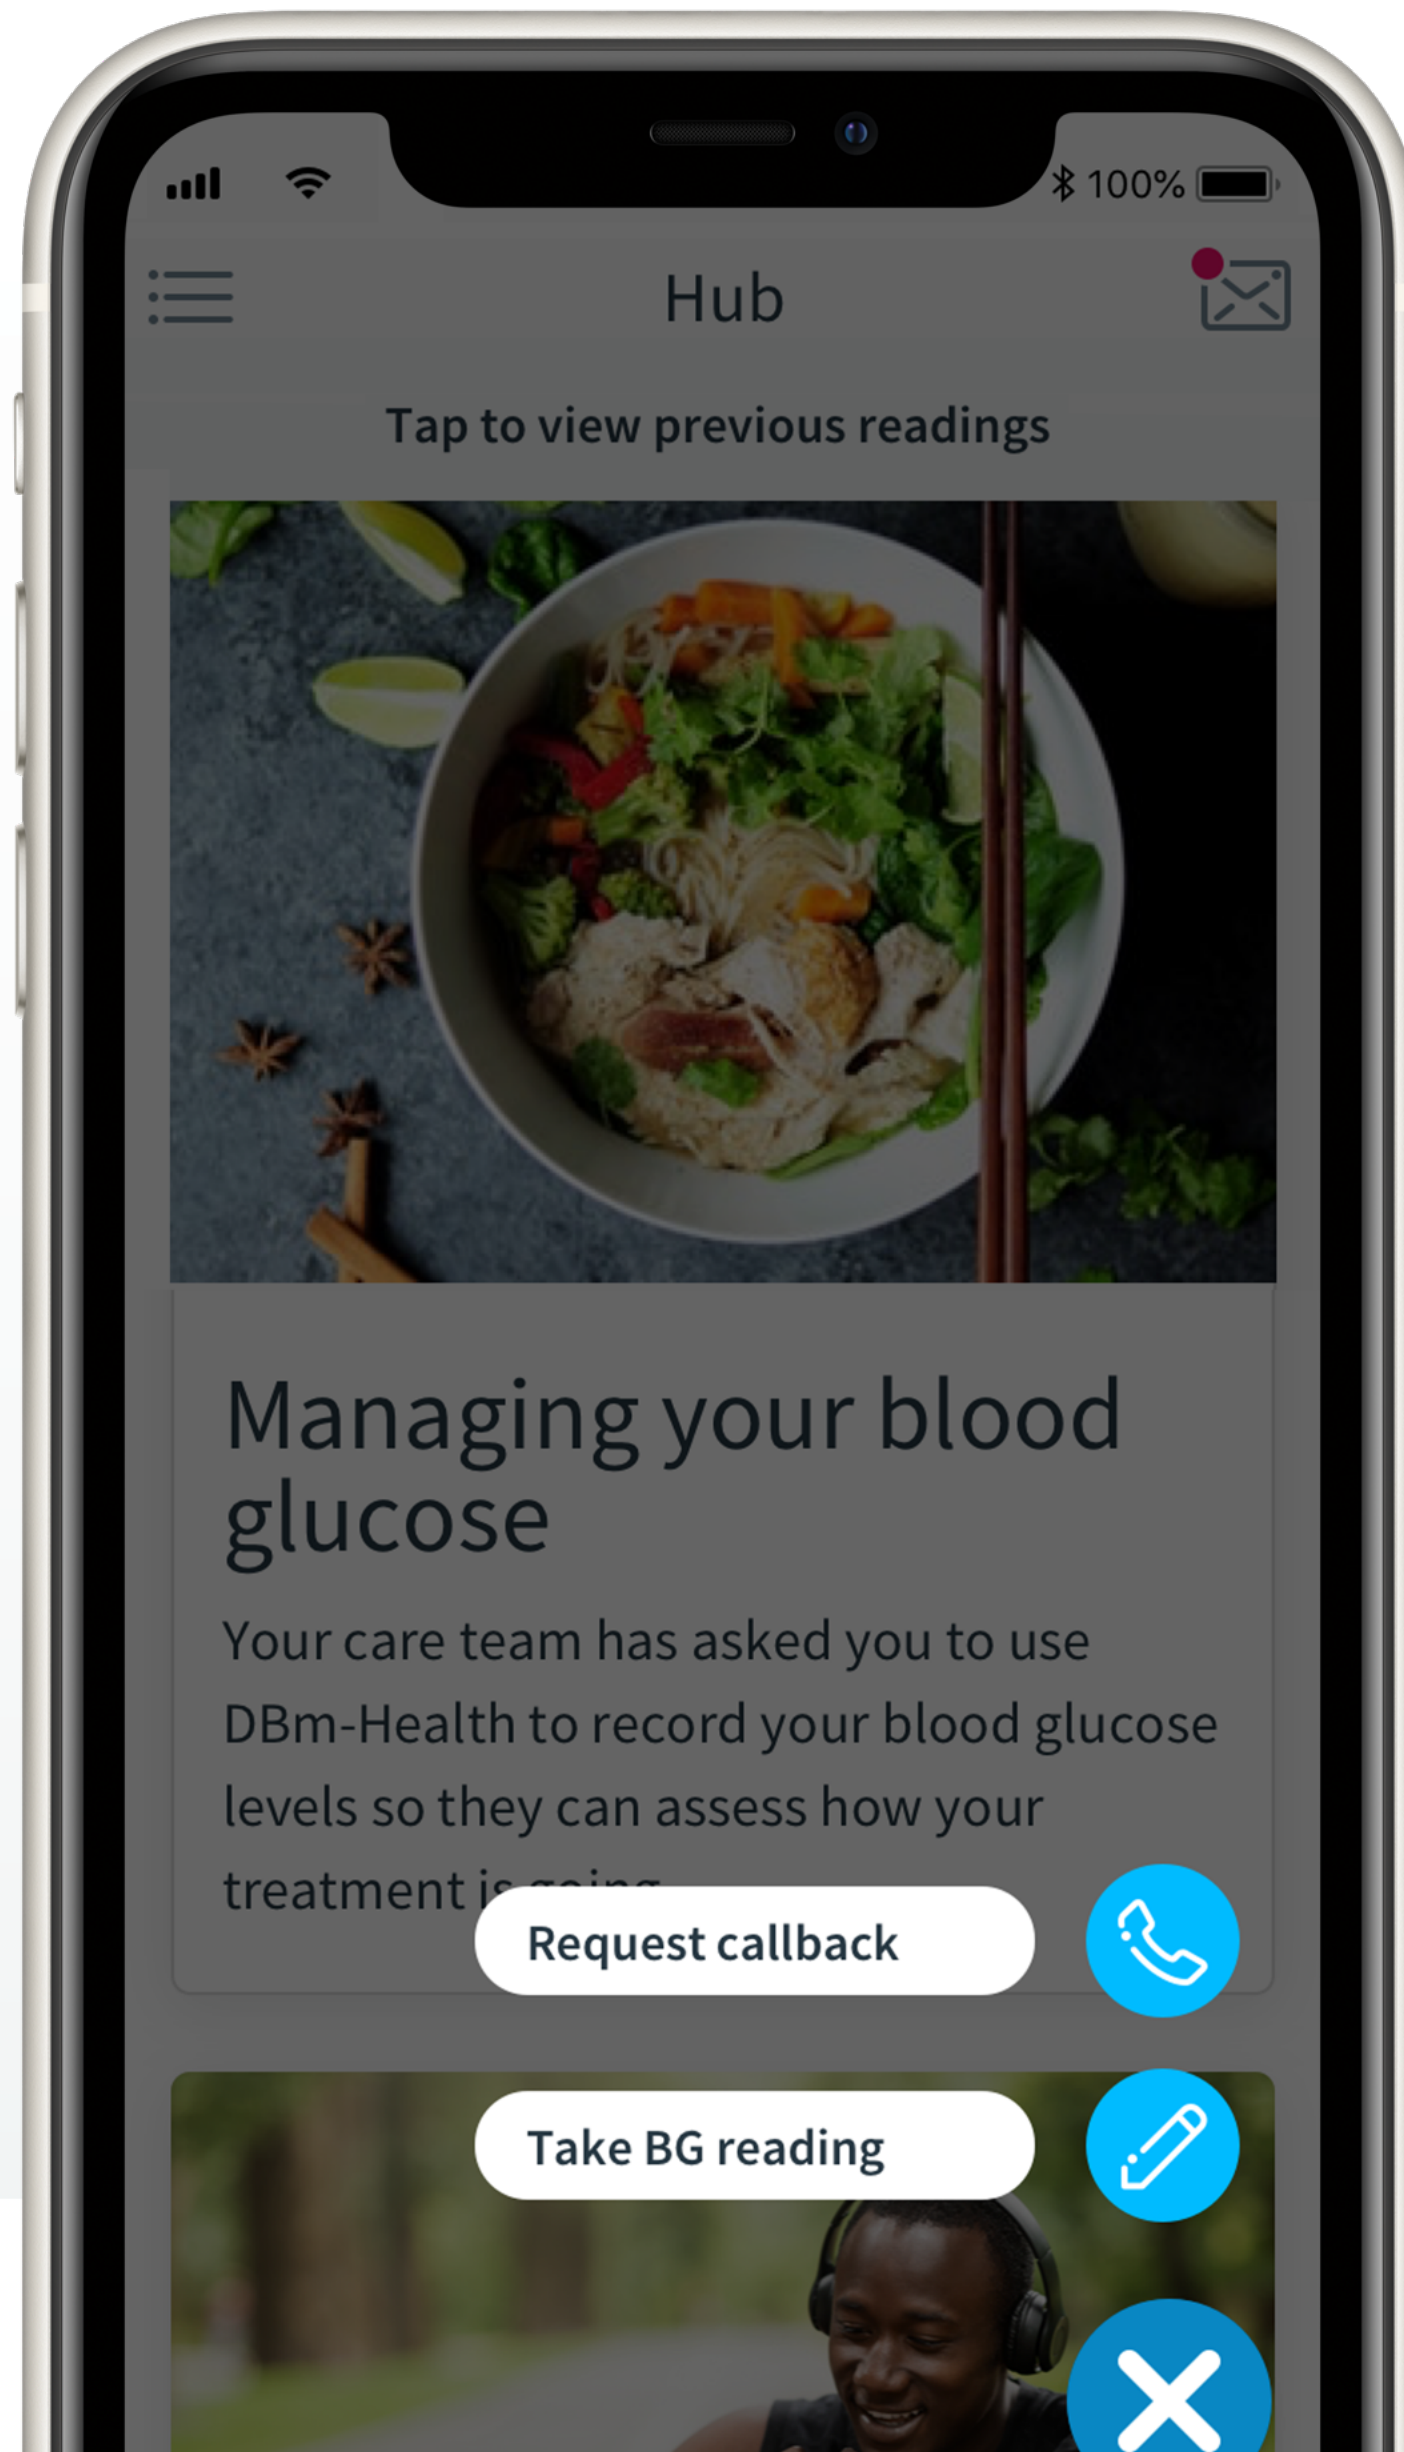 100%
Hub
Tap to view previous readings
Managing your blood
glucose
Your care team has asked you to use
DBm-Health to record your blood glucose
levels so they can assess how your
treatment is going
Request callback
Take BG reading